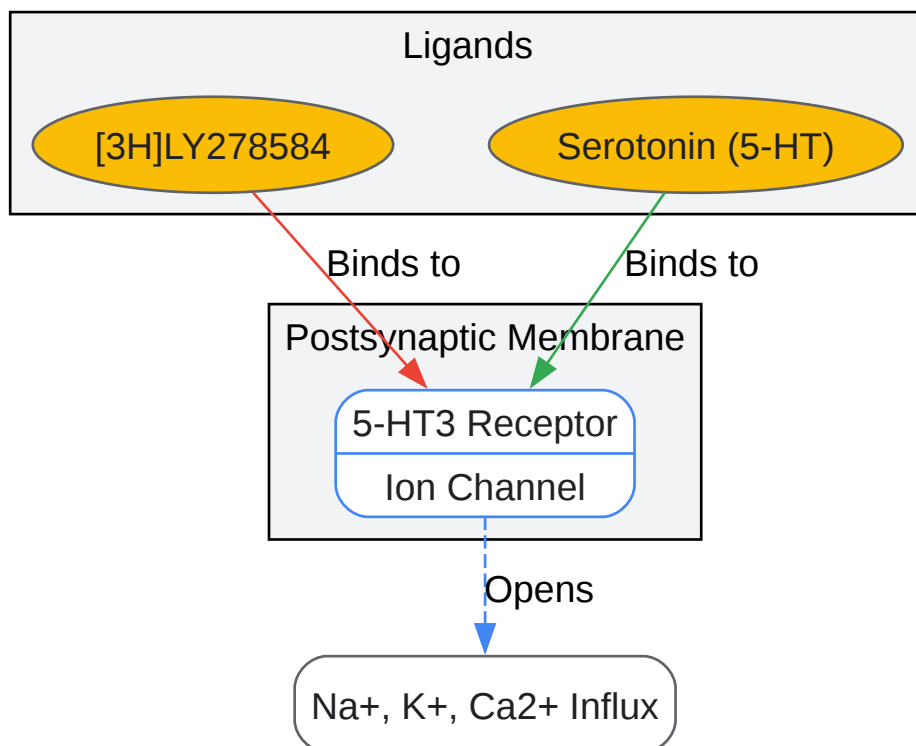 Ligands
[3H]LY278584
Serotonin (5-HT)
Binds to
Binds to
Postsynaptic Membrane
5-HT3 Receptor
Ion Channel
Opens
Na+, K+, Ca2+ Influx